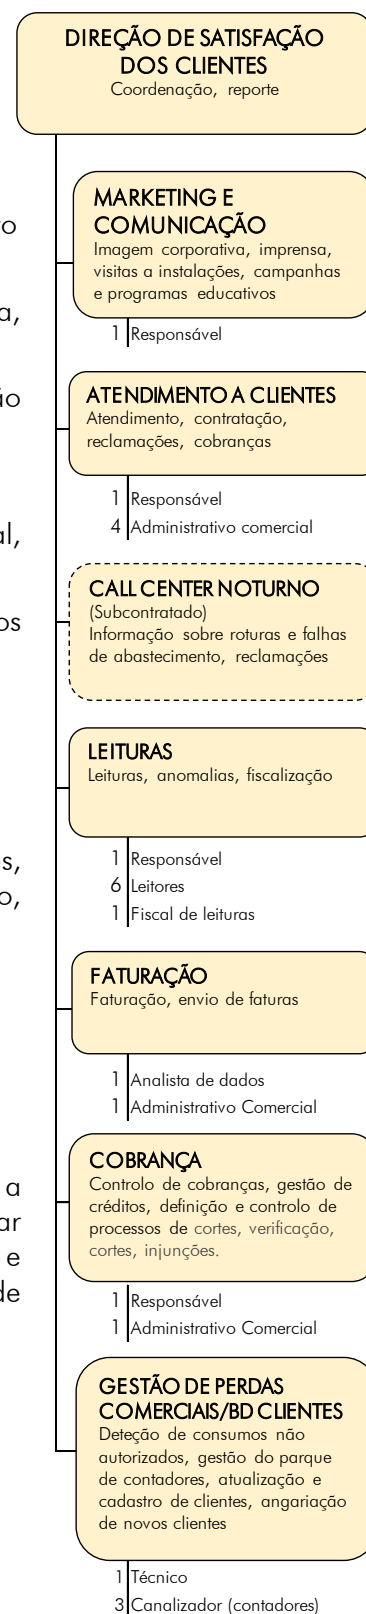 DIREÇÃO DE SATISFAÇÃO
DOS CLIENTES
Coordenação, reporte
MARKETING E
COMUNICAÇÃO
Imagem corporativa, imprensa,
visitas a instalações, campanhas
e programas educativos
1 Responsável
ATENDIMENTO A CLIENTES
Atendimento, contratação,
reclamações, cobranças
1 Responsável
4 Administrativo comercial
CALL CENTER NOTURNO
(Subcontratado)
Informação sobre roturas e falhas
de abastecimento, reclamações
LEITURAS
Leituras, anomalias, fiscalização
1 Responsável
6 Leitores
1 Fiscal de leituras
FATURAÇÃO
Faturação, envio de faturas
1 Analista de dados
1 Administrativo Comercial
COBRANÇA
Controlo de cobranças, gestão de
créditos, definição e controlo de
processos de cortes, verificação,
cortes, injunções.
1 Responsável
1 Administrativo Comercial
a
e
GESTÃO DE PERDAS
COMERCIAIS/BD CLIENTES
Deteção de consumos não
autorizados, gestão do parque
de contadores, atualização e
cadastro de clientes, angariação
de novos clientes
1 Técnico
3 Canalizador (contadores)